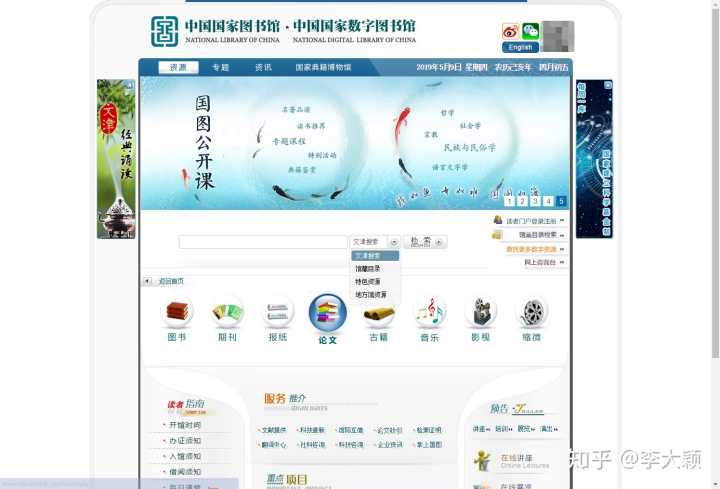 中国国家图书馆·中国国家数字图书馆
NATIONAL LIBRARY OF CHINA NATIONAL DIGITAL LIBRARY OF CHINA
English
资源 专题 资讯 国家典籍博物馆
2019年5月9日 星期四 农历己亥年 四月初五
文津
经典诵读
国图公开课
名著品读
读书推荐
专题课程
特别活动
典籍鉴赏
哲学
社会学
宗教
民族与民俗学
语言文字学
1 2 3 4 5
每周一库
读者门户登录注册
馆藏目录检索
查找更多数字资源
网上咨询台
文津搜索 检 索
文津搜索
馆藏目录
特色资源
地方馆资源
返回首页
图书 期刊 报纸 论文 古籍 音乐 影视 缩微
读者指南
开馆时间
办证须知
入馆须知
借阅须知
服务 推介
文献提供 科技查新 馆际互借 论文收引 检索证明
翻译中心 社科咨询 科技咨询 企业快讯 掌上国图
重点 项目
预告
TRAILER
讲座 培训 展览 演出
在线讲座
Online Lectures
在线展览
知乎 @李大颖